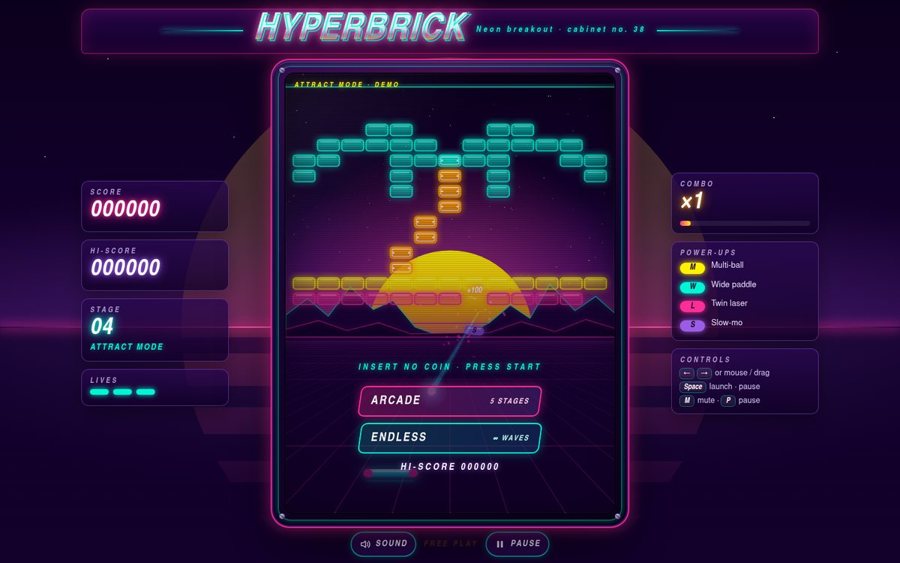 HYPERBRICK
Neon breakout · cabinet no. 38
ATTRACT MODE · DEMO
SCORE
000000
HI-SCORE
000000
STAGE
04
ATTRACT MODE
LIVES
+100
INSERT NO COIN · PRESS START
ARCADE 5 STAGES
ENDLESS ∞ WAVES
HI-SCORE 000000
COMBO
×1
POWER-UPS
M Multi-ball
W Wide paddle
L Twin laser
S Slow-mo
CONTROLS
← → or mouse / drag
Space launch · pause
M mute · P pause
SOUND
FREE PLAY
PAUSE